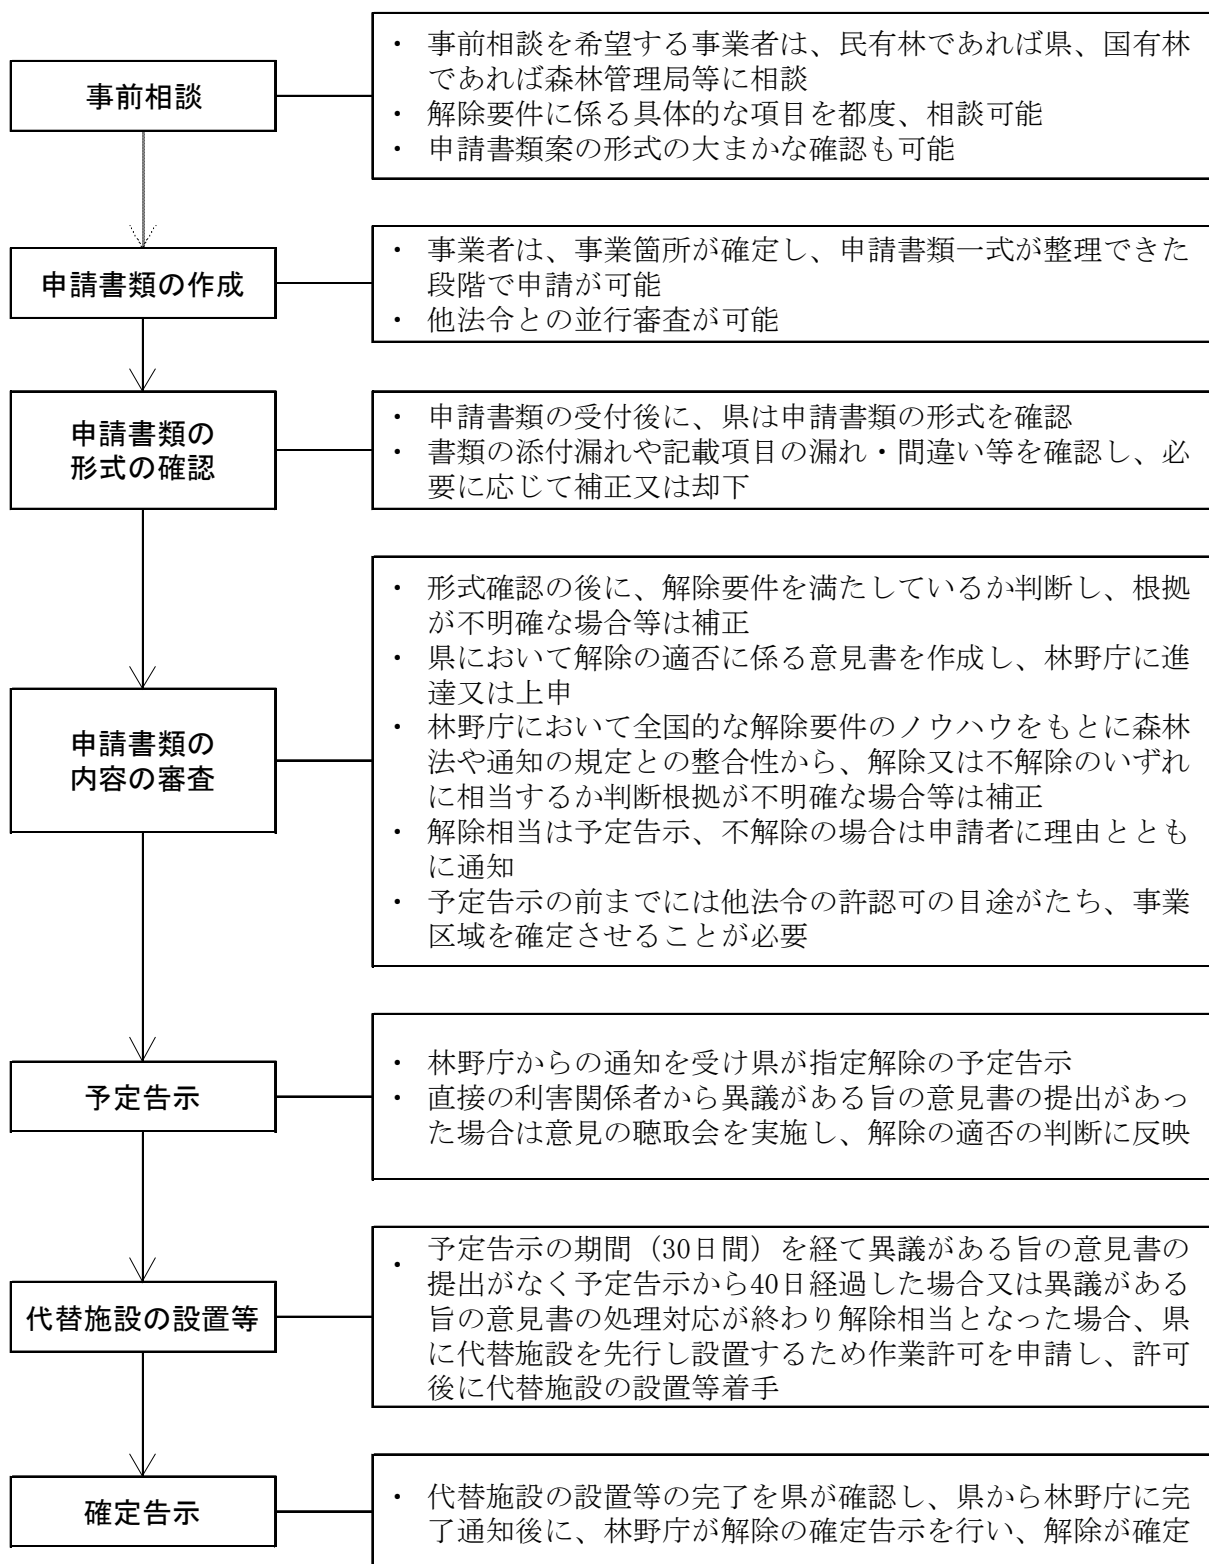 事前相談
・ 事前相談を希望する事業者は、民有林であれば県、国有林
であれば森林管理局等に相談
・ 解除要件に係る具体的な項目を都度、相談可能
・ 申請書類案の形式の大まかな確認も可能
申請書類の作成
・ 事業者は、事業箇所が確定し、申請書類一式が整理できた
段階で申請が可能
・ 他法令との並行審査が可能
申請書類の
形式の確認
・ 申請書類の受付後に、県は申請書類の形式を確認
・ 書類の添付漏れや記載項目の漏れ・間違い等を確認し、必
要に応じて補正又は却下
申請書類の
内容の審査
・ 形式確認の後に、解除要件を満たしているか判断し、根拠
が不明確な場合等は補正
・ 県において解除の適否に係る意見書を作成し、林野庁に進
達又は上申
・ 林野庁において全国的な解除要件のノウハウをもとに森林
法や通知の規定との整合性から、解除又は不解除のいずれ
に相当するか判断根拠が不明確な場合等は補正
・ 解除相当は予定告示、不解除の場合は申請者に理由ととも
に通知
・ 予定告示の前までには他法令の許認可の目途がたち、事業
区域を確定させることが必要
予定告示
・ 林野庁からの通知を受け県が指定解除の予定告示
・ 直接の利害関係者から異議がある旨の意見書の提出があっ
た場合は意見の聴取会を実施し、解除の適否の判断に反映
代替施設の設置等
・ 予定告示の期間（30日間）を経て異議がある旨の意見書の
提出がなく予定告示から40日経過した場合又は異議がある
旨の意見書の処理対応が終わり解除相当となった場合、県
に代替施設を先行し設置するため作業許可を申請し、許可
後に代替施設の設置等着手
確定告示
・ 代替施設の設置等の完了を県が確認し、県から林野庁に完
了通知後に、林野庁が解除の確定告示を行い、解除が確定